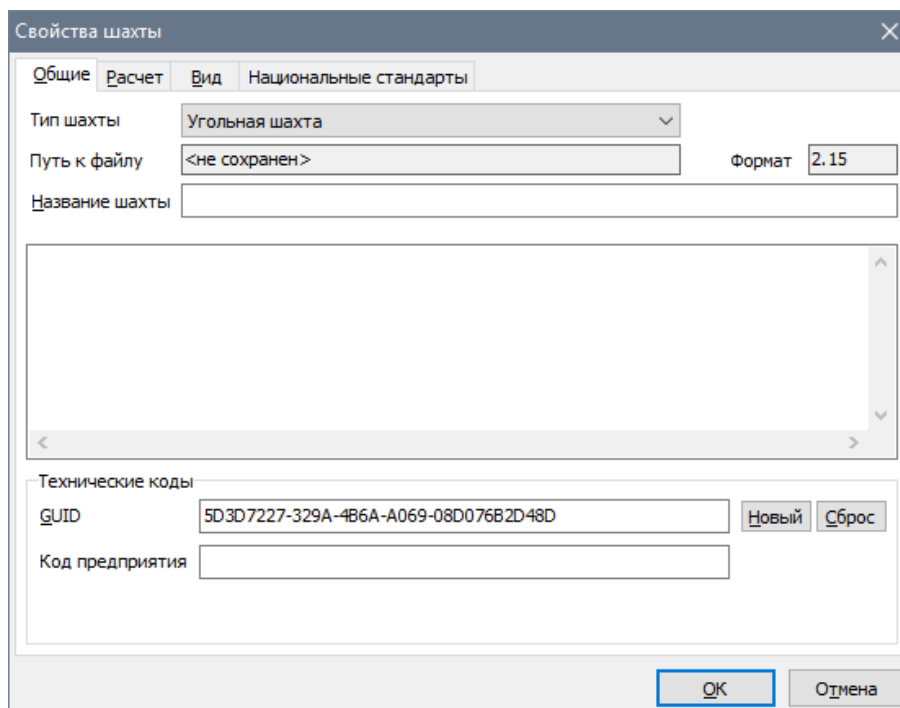 Свойства шахты
Общие Расчет Вид Национальные стандарты
Тип шахты Угольная шахта
Путь к файлу <не сохранен> Формат 2.15
Название шахты
Технические коды
GUID 5D3D7227-329A-4B6A-A069-08D076B2D48D Новый Сброс
Код предприятия
OK Отмена